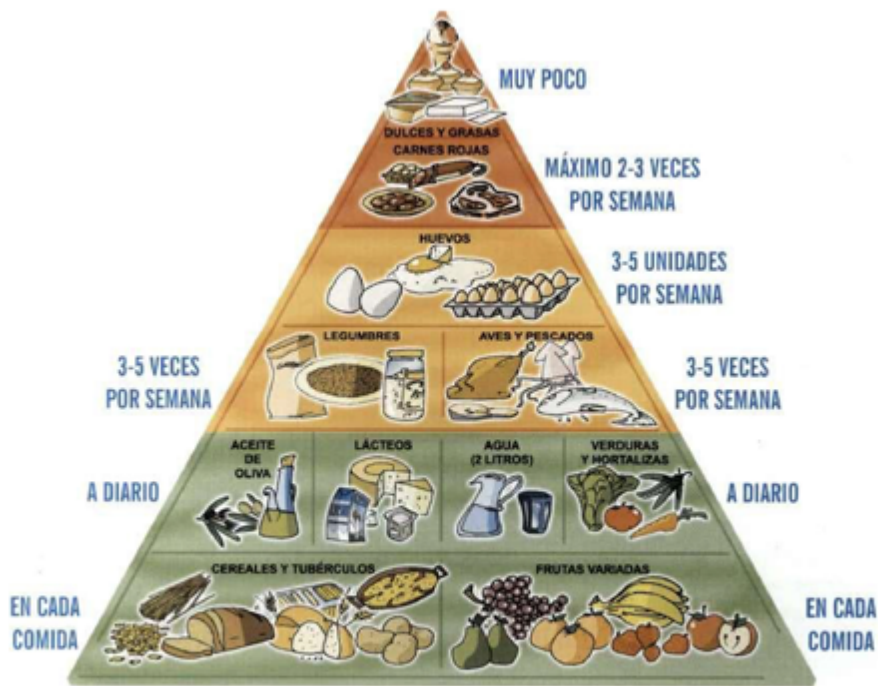 MUY POCO
DULCES Y GRASAS
CARNES ROJAS
MÁXIMO 2-3 VECES
POR SEMANA
HUEVOS
3-5 UNIDADES
POR SEMANA
LEGUMBRES
AVES Y PESCADOS
3-5 VECES
POR SEMANA
3-5 VECES
POR SEMANA
ACEITE
DE
OLIVA
LÁCTEOS
AGUA
(2 LITROS)
VERDURAS
Y HORTALIZAS
A DIARIO
A DIARIO
CEREALES Y TUBÉRCULOS
FRUTAS VARIADAS
EN CADA
COMIDA
EN CADA
COMIDA